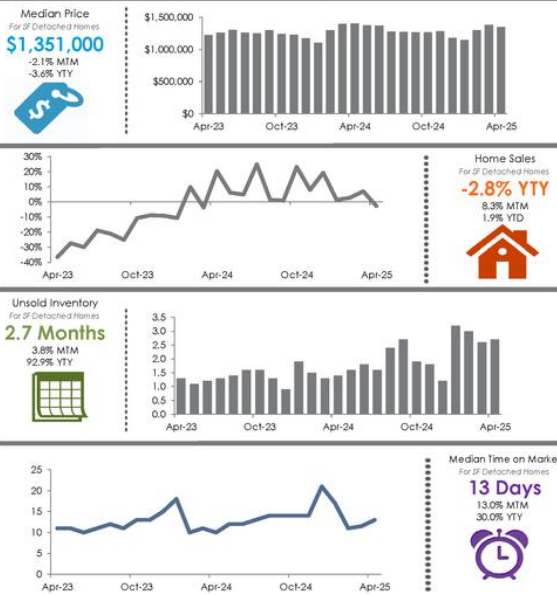 Median Price
For SF Detached Homes
$1,351,000
-2.1% MTM
-3.6% YTY
$
$1,500,000
$1,000,000
$500,000
$0
Apr-23 Oct-23 Apr-24 Oct-24 Apr-25
30%
20%
10%
0%
-10%
-20%
-30%
-40%
Apr-23 Oct-23 Apr-24 Oct-24 Apr-25
Home Sales
For SF Detached Homes
-2.8% YTY
8.3% MTM
1.9% YTD
Unsold Inventory
For SF Detached Homes
2.7 Months
3.8% MTM
92.9% YTY
3.5
3.0
2.5
2.0
1.5
1.0
0.5
0.0
Apr-23 Oct-23 Apr-24 Oct-24 Apr-25
25
20
15
10
5
0
Apr-23 Oct-23 Apr-24 Oct-24 Apr-25
Median Time on Marke
For SF Detached Homes
13 Days
13.0% MTM
30.0% YTY